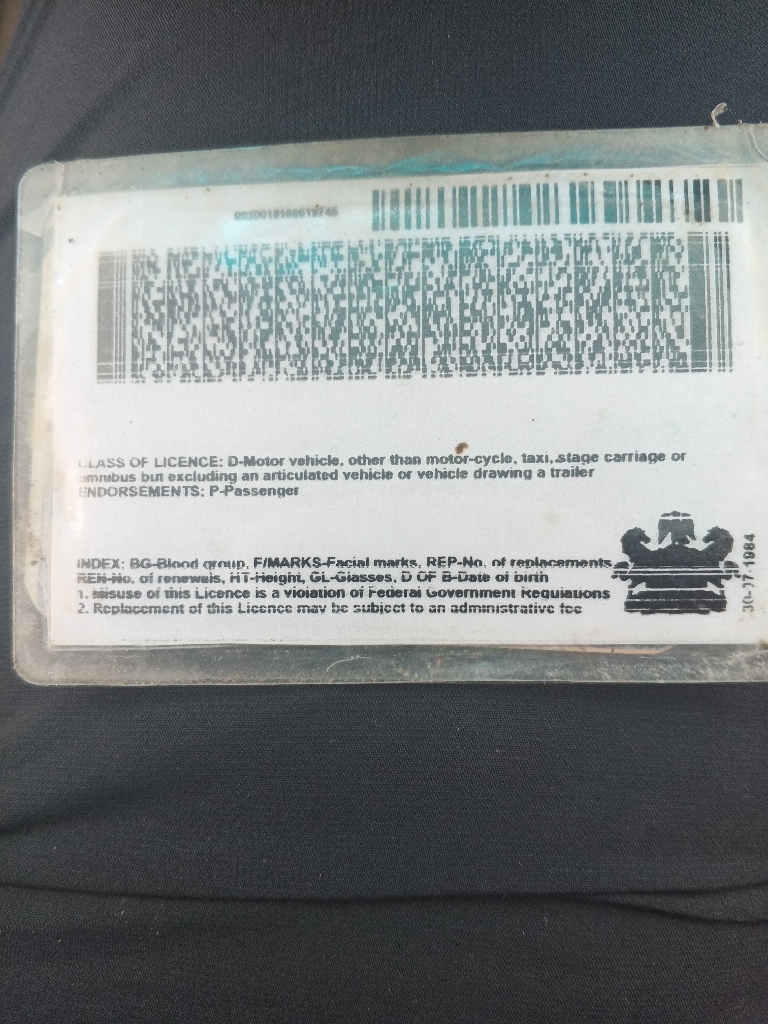 CLASS OF LICENCE: D-Motor vehicle, other than motor-cycle, taxi, stage carriage or
omnibus but excluding an articulated vehicle or vehicle drawing a trailer
ENDORSEMENTS: P-Passenger
INDEX: BG-Blood group, F/MARKS-Facial marks, REP-No. of replacements
REN-No. of renewals, HT-Height, GL-Glasses, D OF B-Date of birth
1. Misuse of this Licence is a violation of Federal Government Regulations
2. Replacement of this Licence may be subject to an administrative fee
30-07-1984